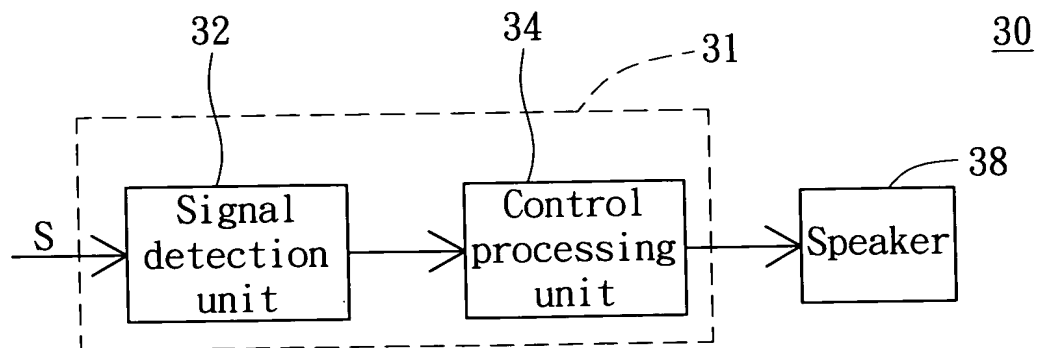 32
34
31
30
38
S
Signal
detection
unit
Control
processing
unit
Speaker